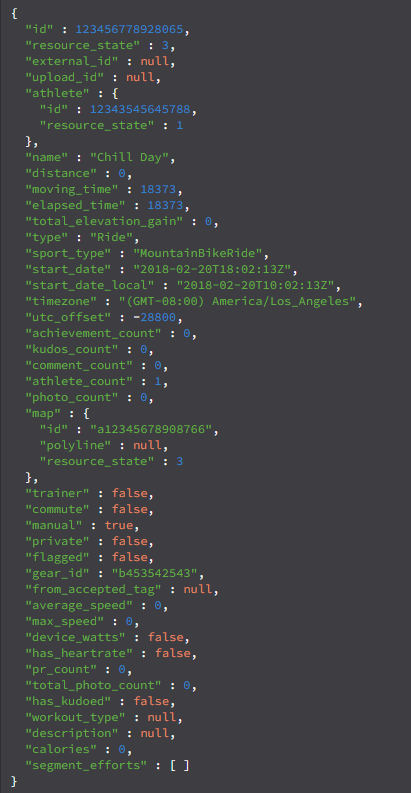 {
  "id" : 123456778928065,
  "resource_state" : 3,
  "external_id" : null,
  "upload_id" : null,
  "athlete" : {
    "id" : 12343545645788,
    "resource_state" : 1
  },
  "name" : "Chill Day",
  "distance" : 0,
  "moving_time" : 18373,
  "elapsed_time" : 18373,
  "total_elevation_gain" : 0,
  "type" : "Ride",
  "sport_type" : "MountainBikeRide",
  "start_date" : "2018-02-20T18:02:13Z",
  "start_date_local" : "2018-02-20T10:02:13Z",
  "timezone" : "(GMT-08:00) America/Los_Angeles",
  "utc_offset" : -28800,
  "achievement_count" : 0,
  "kudos_count" : 0,
  "comment_count" : 0,
  "athlete_count" : 1,
  "photo_count" : 0,
  "map" : {
    "id" : "a12345678908766",
    "polyline" : null,
    "resource_state" : 3
  },
  "trainer" : false,
  "commute" : false,
  "manual" : true,
  "private" : false,
  "flagged" : false,
  "gear_id" : "b453542543",
  "from_accepted_tag" : null,
  "average_speed" : 0,
  "max_speed" : 0,
  "device_watts" : false,
  "has_heartrate" : false,
  "pr_count" : 0,
  "total_photo_count" : 0,
  "has_kudoed" : false,
  "workout_type" : null,
  "description" : null,
  "calories" : 0,
  "segment_efforts" : [ ]
}